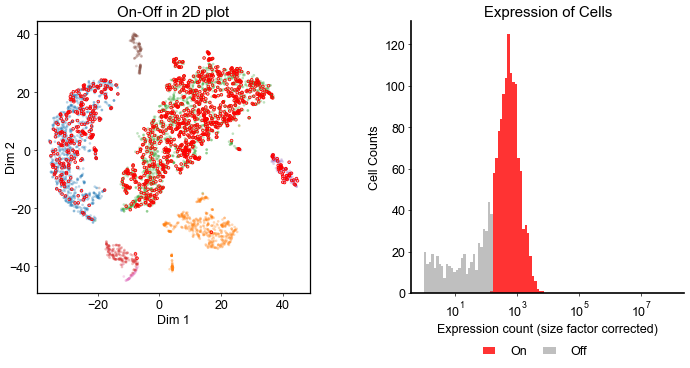 On-Off in 2D plot
40
20
0
−20
−40
Dim 2
−20 0 20 40
Dim 1
Expression of Cells
120
100
80
60
40
20
0
Cell Counts
10^1 10^3 10^5 10^7
Expression count (size factor corrected)
On Off